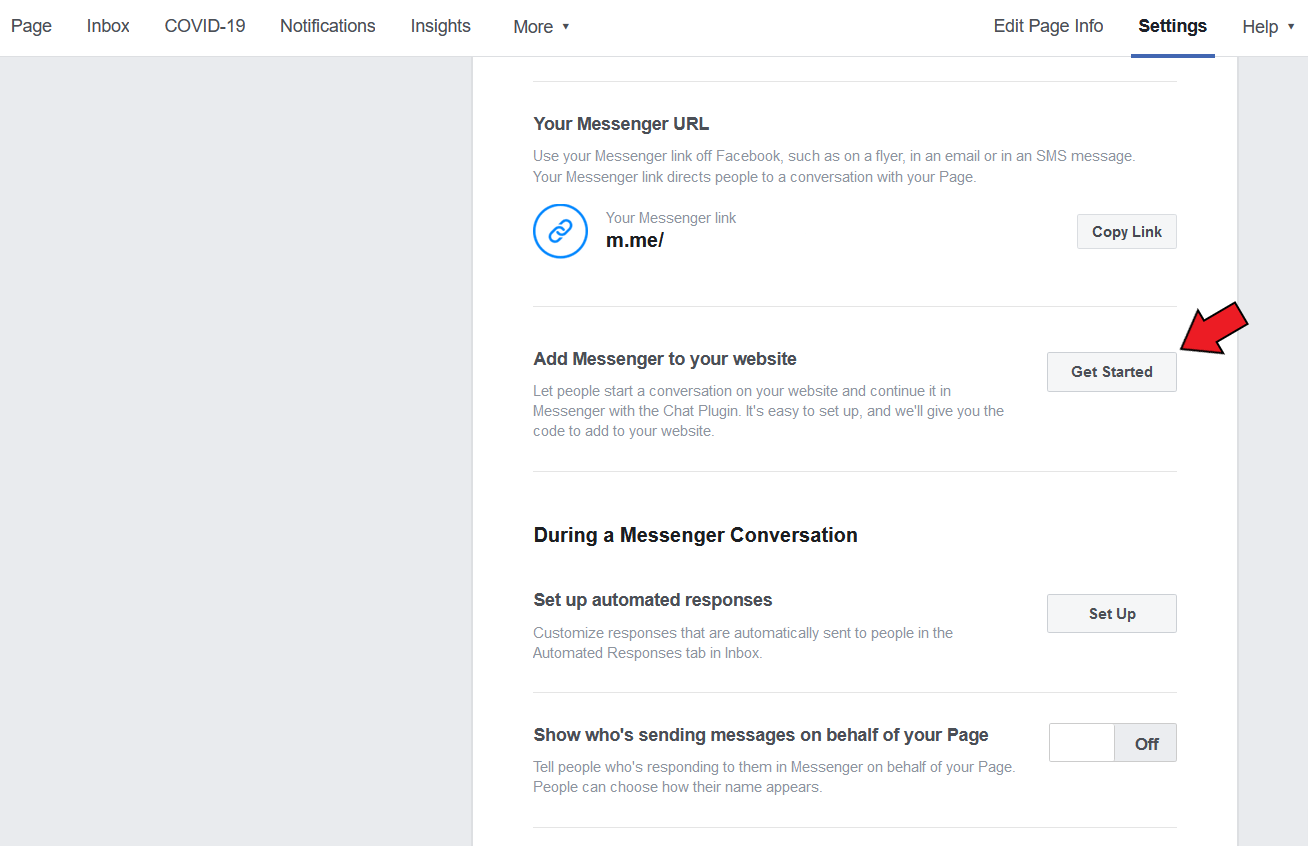 Page Inbox COVID-19 Notifications Insights More Edit Page Info Settings Help
Your Messenger URL
Use your Messenger link off Facebook, such as on a flyer, in an email or in an SMS message.
Your Messenger link directs people to a conversation with your Page.
Your Messenger link
m.me/
Copy Link
Add Messenger to your website
Get Started
Let people start a conversation on your website and continue it in
Messenger with the Chat Plugin. It's easy to set up, and we'll give you the
code to add to your website.
During a Messenger Conversation
Set up automated responses
Set Up
Customize responses that are automatically sent to people in the
Automated Responses tab in Inbox.
Show who's sending messages on behalf of your Page
Off
Tell people who's responding to them in Messenger on behalf of your Page.
People can choose how their name appears.